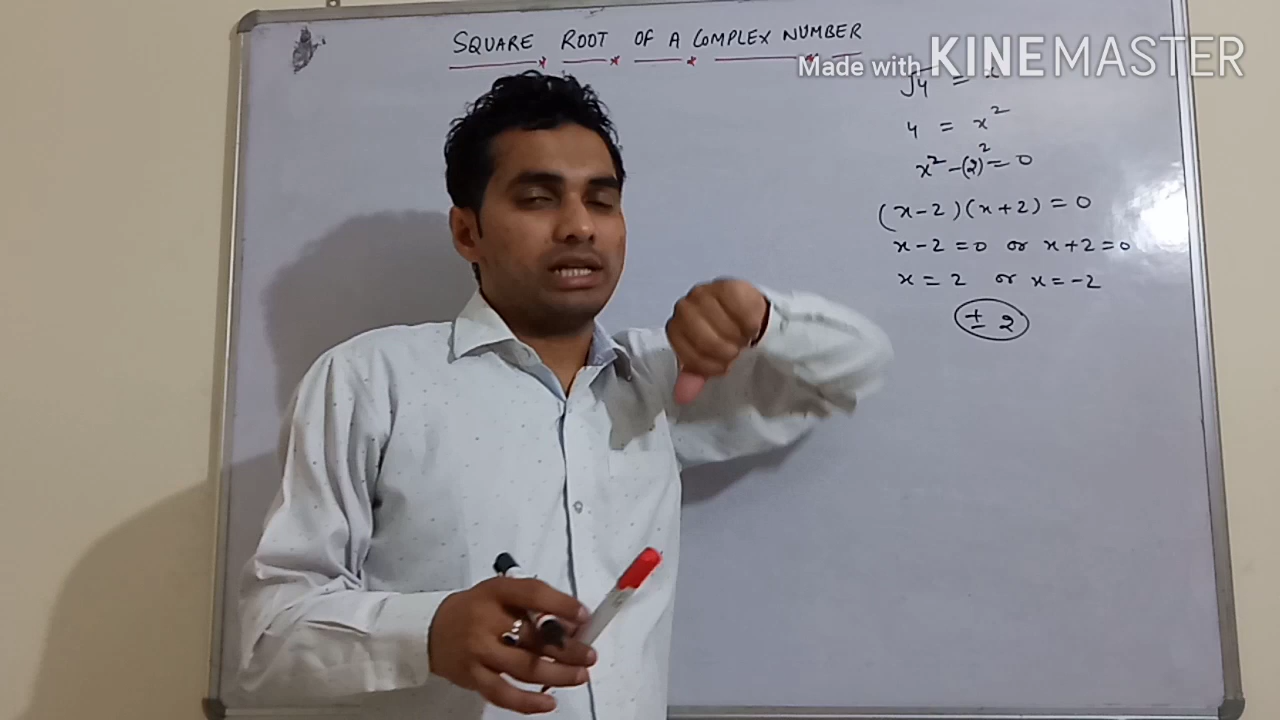 SQUARE ROOT OF A COMPLEX NUMBER
Made with KINEMASTER
√4 = x
4 = x²
x² - (2)² = 0
(x-2)(x+2) = 0
x-2 = 0 or x+2 = 0
x = 2 or x = -2
± 2